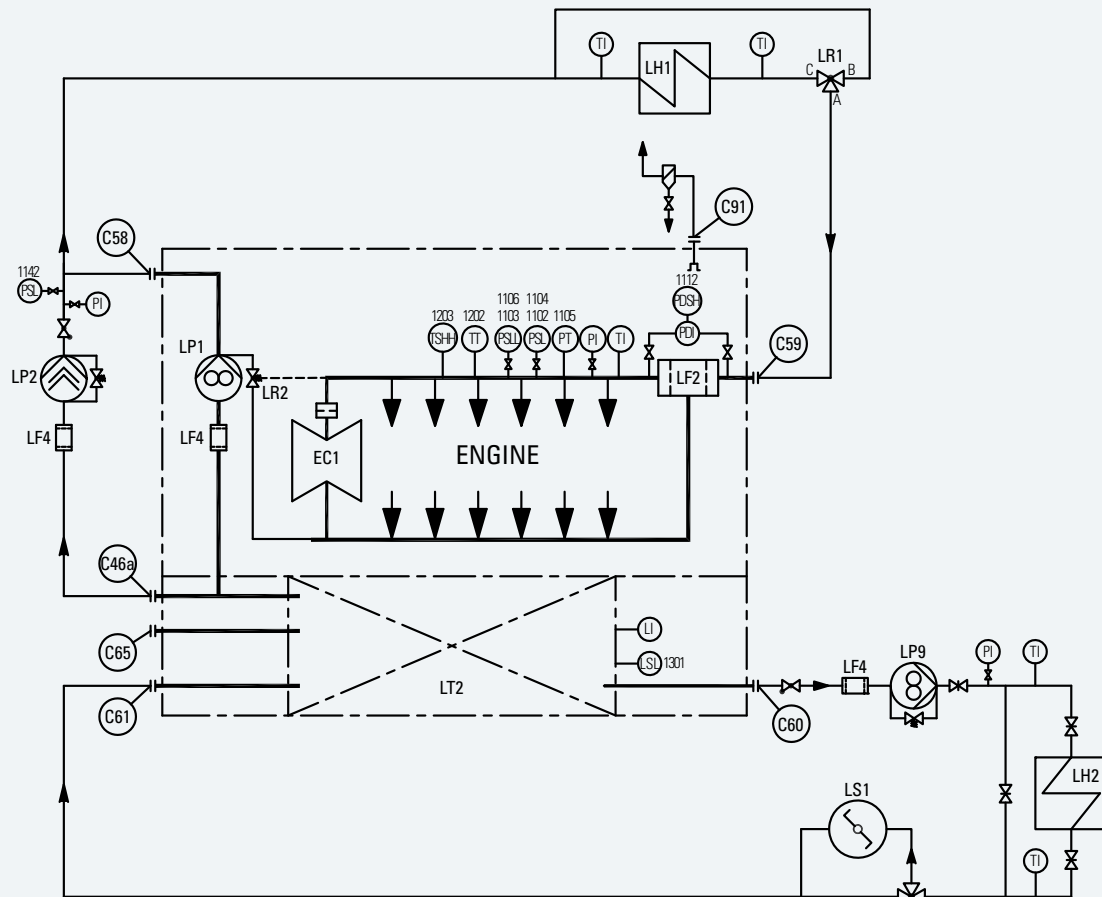 TI
TI
LH1
LR1
C
B
A
C91
C58
1142
PSL
PI
1112
PDSH
PDI
1106
1104
1203
1202
1103
1102
1105
TSHH
TT
PSLL
PSL
PT
PI
TI
C59
LP1
LP2
LR2
LF2
LF4
LF4
EC1
ENGINE
C46a
C65
C61
LI
LSL
1301
LT2
C60
LF4
LP9
PI
TI
LH2
LS1
TI